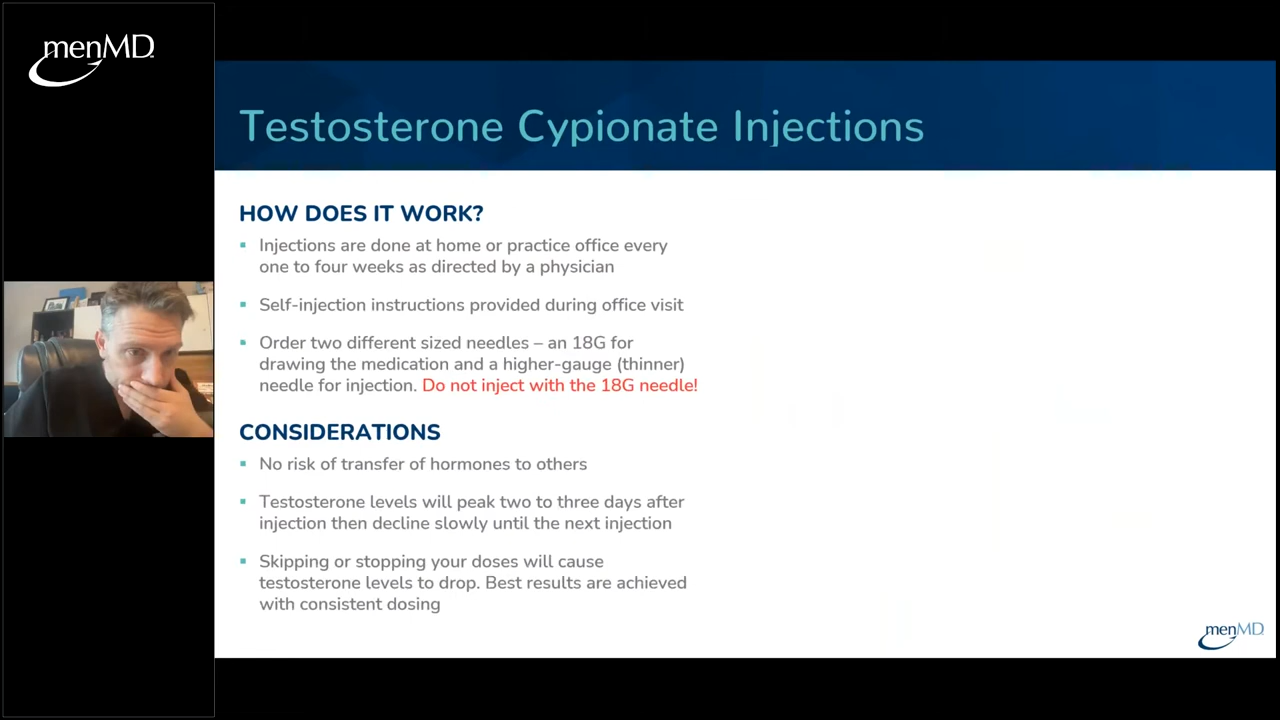 menMD
Testosterone Cypionate Injections
HOW DOES IT WORK?
Injections are done at home or practice office every
one to four weeks as directed by a physician
Self-injection instructions provided during office visit
Order two different sized needles – an 18G for
drawing the medication and a higher-gauge (thinner)
needle for injection. Do not inject with the 18G needle!
CONSIDERATIONS
No risk of transfer of hormones to others
Testosterone levels will peak two to three days after
injection then decline slowly until the next injection
Skipping or stopping your doses will cause
testosterone levels to drop. Best results are achieved
with consistent dosing
menMD